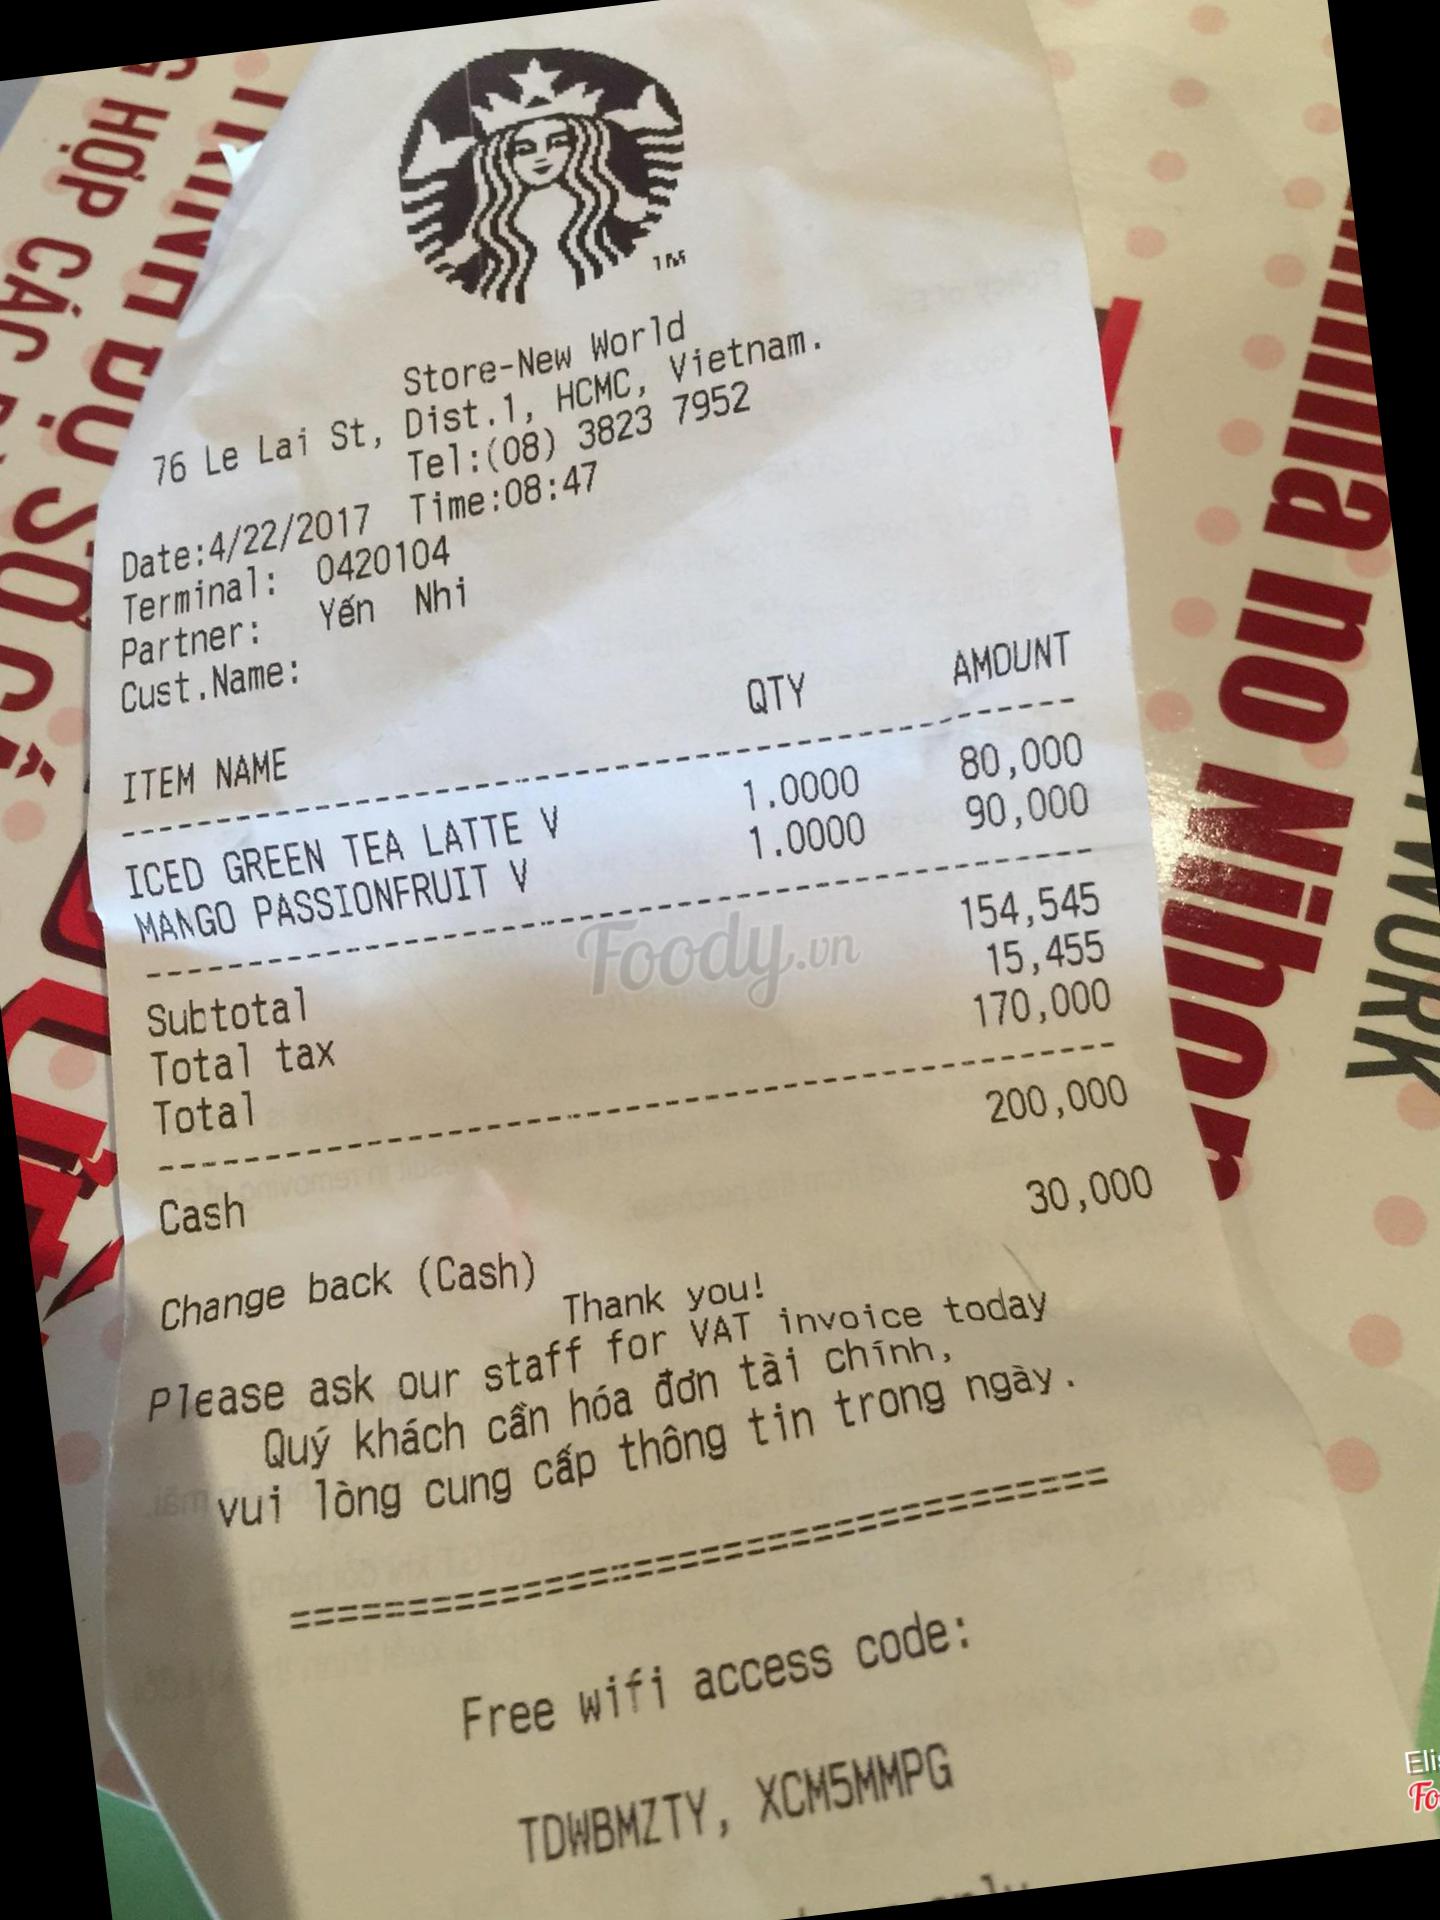 TM
Store-New World
76 Le Lai St, Dist.1, HCMC, Vietnam.
Tel:(08) 3823 7952
Date:4/22/2017 Time:08:47
Terminal: 0420104
Partner: Yến Nhi
Cust.Name:
ITEM NAME QTY AMOUNT
ICED GREEN TEA LATTE V 1.0000 80,000
MANGO PASSIONFRUIT V 1.0000 90,000
Subtotal 154,545
Total tax 15,455
Total 170,000
Cash 200,000
Change back (Cash) 30,000
Thank you!
Please ask our staff for VAT invoice today
Quý khách cần hóa đơn tài chính,
vui lòng cung cấp thông tin trong ngày.
==============================
Free wifi access code:
TDWBMZTY, XCM5MMPG
only
Foody.vn
HỢP CÁC
no Nihon